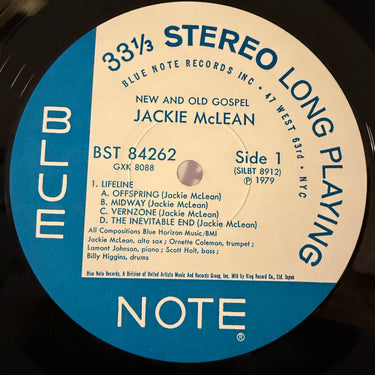 33⅓ STEREO LONG PLAYING
BLUE NOTE RECORDS INC · 47 WEST 63rd · NYC
NEW AND OLD GOSPEL
JACKIE McLEAN
BST 84262
GXK 8088
Side 1
(SILBT 8912)
Ⓟ 1979
1. LIFELINE
A. OFFSPRING (Jackie McLean)
B. MIDWAY (Jackie McLean)
C. VERNZONE (Jackie McLean)
D. THE INEVITABLE END (Jackie McLean)
All Compositions Blue Horizon Music/BMI
Jackie McLean, alto sax ; Ornette Coleman, trumpet ;
Lamont Johnson, piano ; Scott Holt, bass ;
Billy Higgins, drums
Blue Note Records, A Division of United Artists Music And Records Group, Inc. Mfd by King Record Co., Ltd. Japan
BLUE
NOTE®